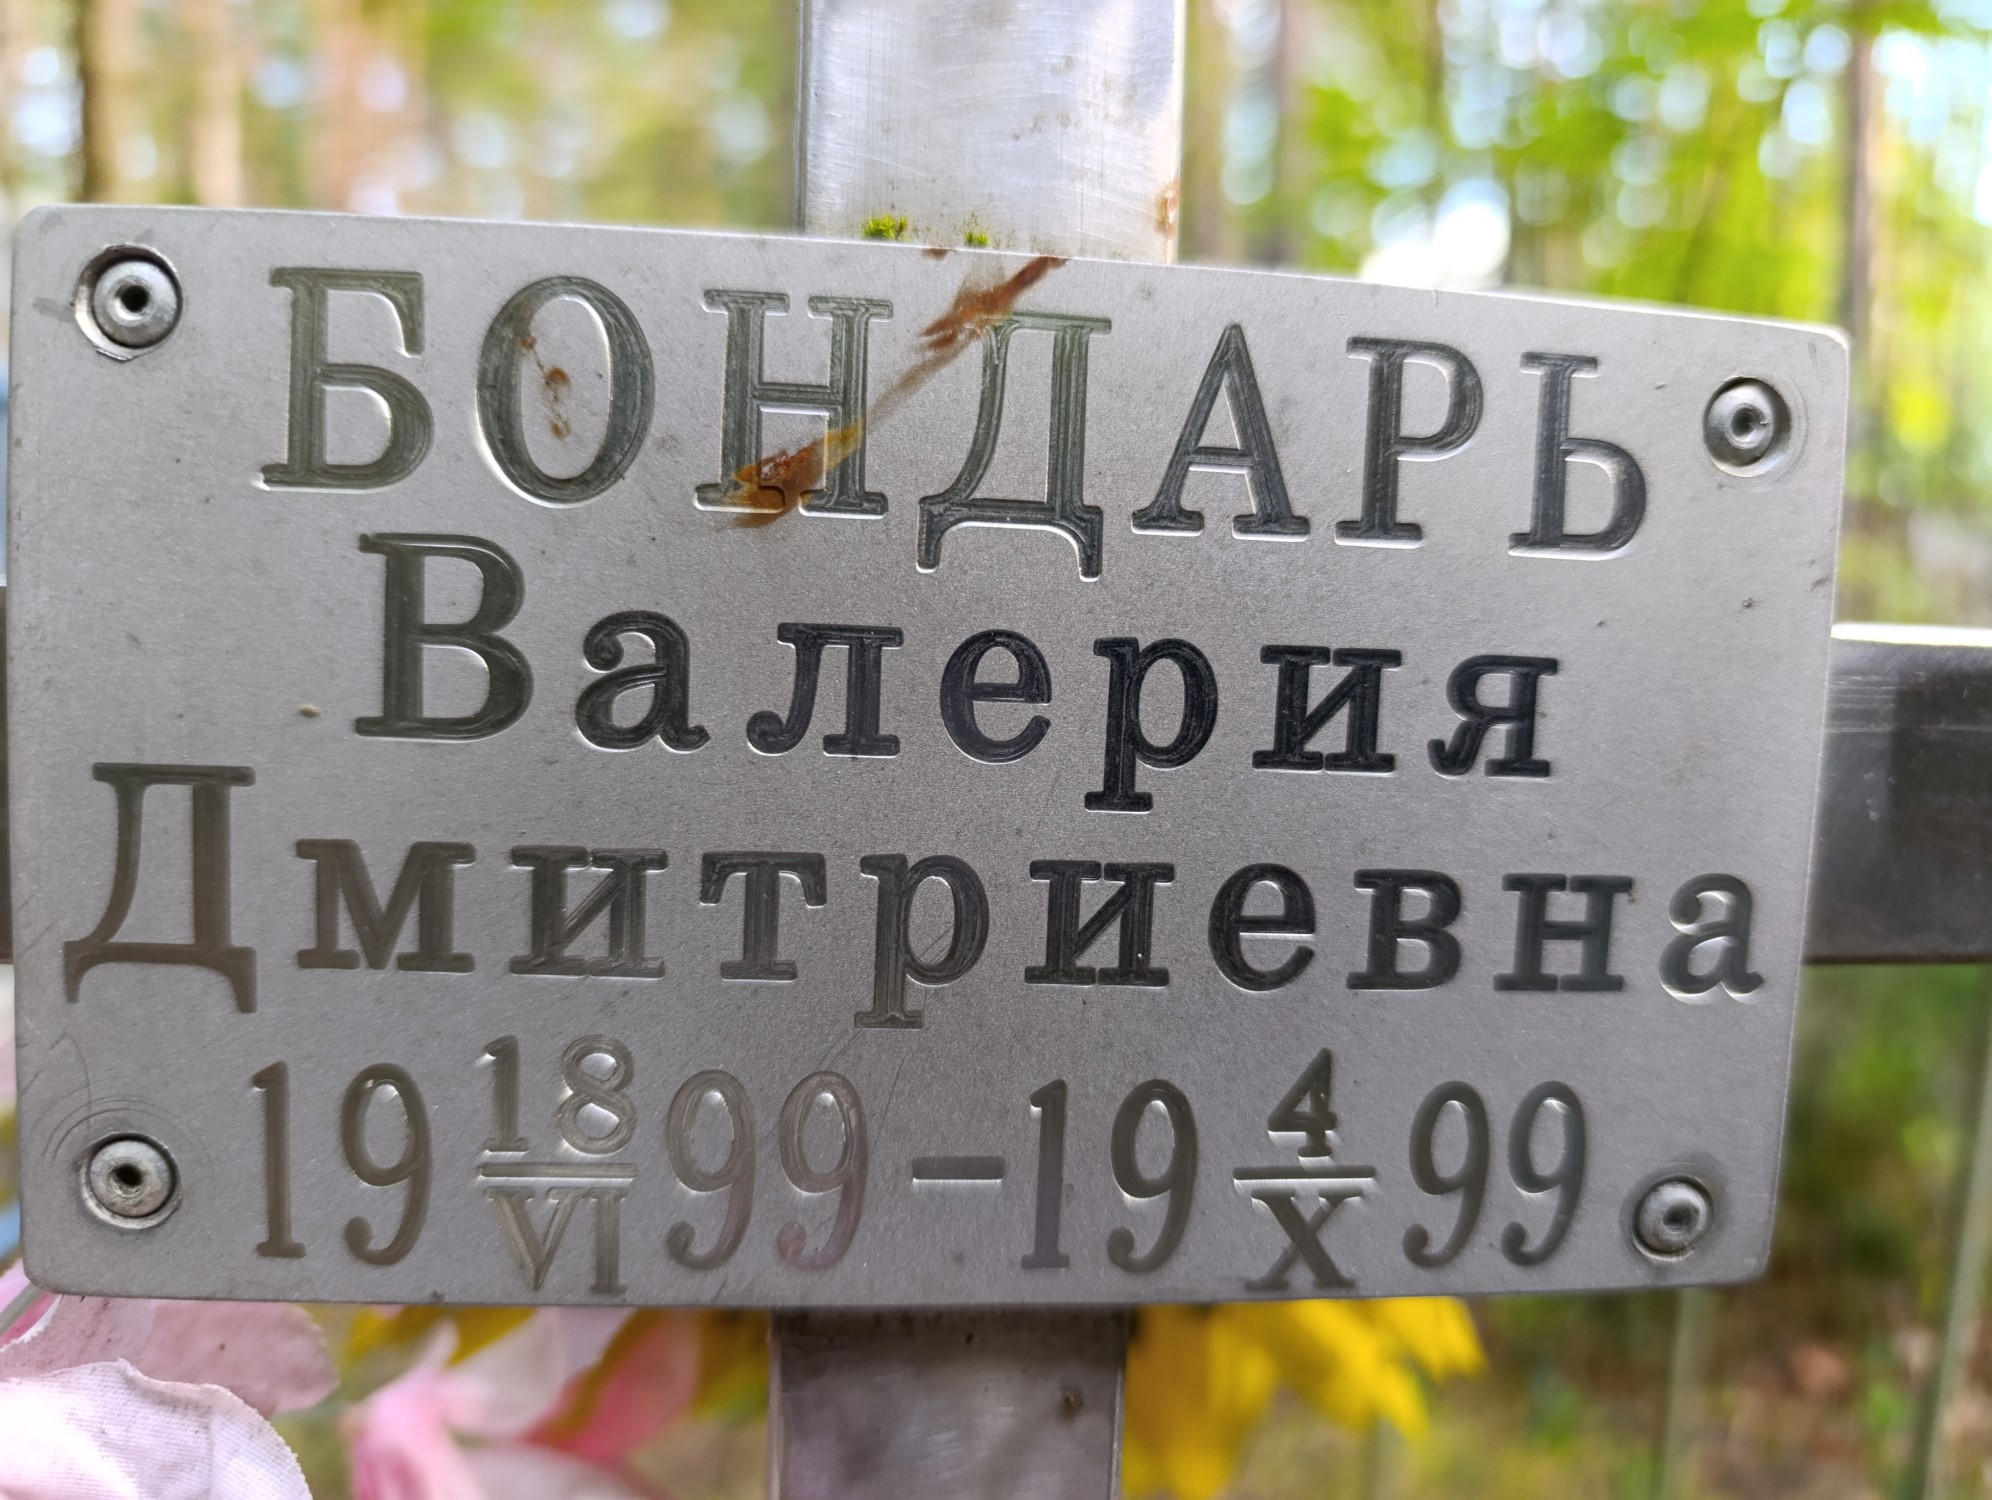 БОНДАРЬ
Валерия
Дмитриевна
19 18/VI 99 - 19 4/X 99